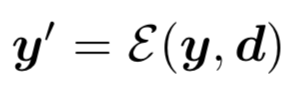 𝒚′ = ℰ(𝒚, 𝒅)